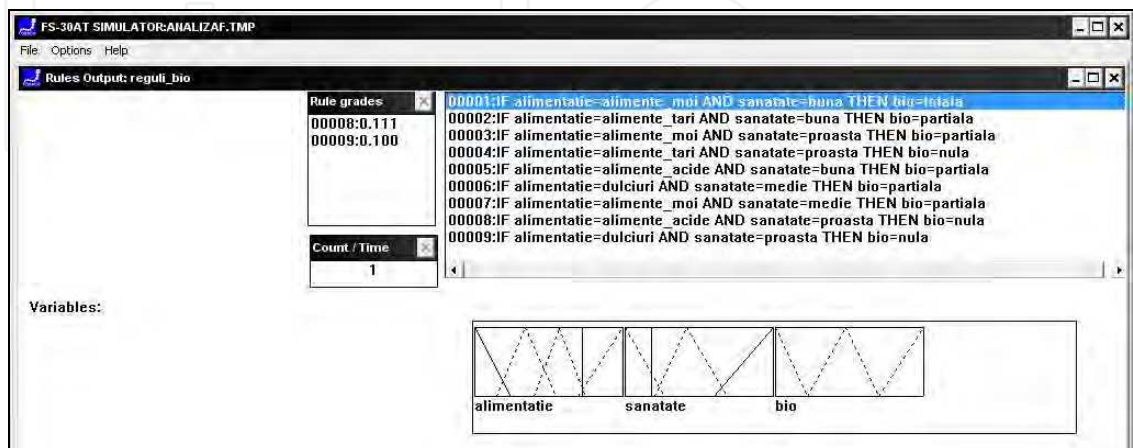 FS-30AT SIMULATOR:ANALIZAF.TMP
File Options Help
Rules Output: reguli_bio
Rule grades
00008:0.111
00009:0.100
Count / Time
1
00001:IF alimentatie=alimente_moi AND sanatate=buna THEN bio=totala
00002:IF alimentatie=alimente_tari AND sanatate=buna THEN bio=partiala
00003:IF alimentatie=alimente_moi AND sanatate=proasta THEN bio=partiala
00004:IF alimentatie=alimente_tari AND sanatate=proasta THEN bio=nula
00005:IF alimentatie=alimente_acide AND sanatate=buna THEN bio=partiala
00006:IF alimentatie=dulciuri AND sanatate=medie THEN bio=partiala
00007:IF alimentatie=alimente_moi AND sanatate=medie THEN bio=partiala
00008:IF alimentatie=alimente_acide AND sanatate=proasta THEN bio=nula
00009:IF alimentatie=dulciuri AND sanatate=proasta THEN bio=nula
Variables:
alimentatie sanatate bio